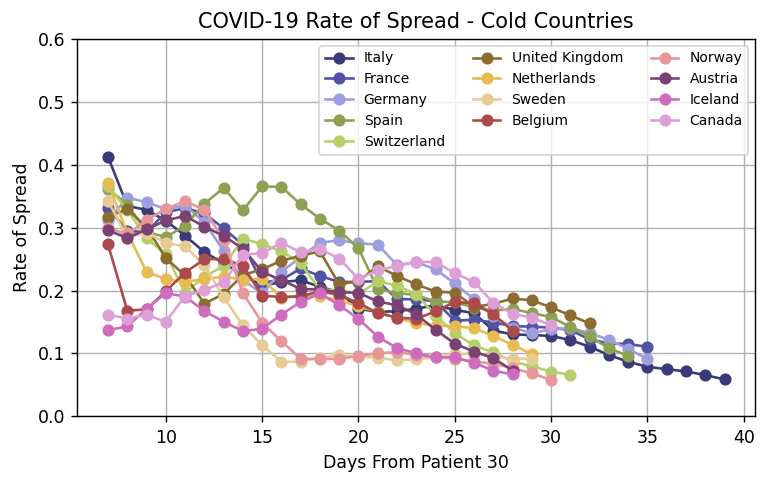 COVID-19 Rate of Spread - Cold Countries
Rate of Spread
0.6
0.5
0.4
0.3
0.2
0.1
0.0
Italy
France
Germany
Spain
Switzerland
United Kingdom
Netherlands
Sweden
Belgium
Norway
Austria
Iceland
Canada
10 15 20 25 30 35 40
Days From Patient 30